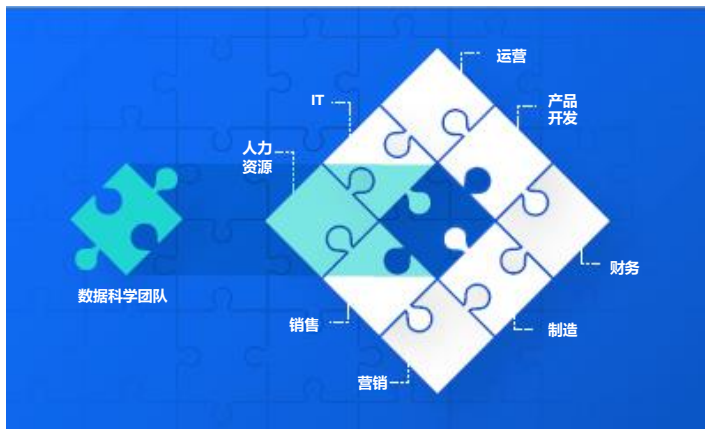 运营
IT
产品
开发
人力
资源
财务
数据科学团队
销售
制造
营销